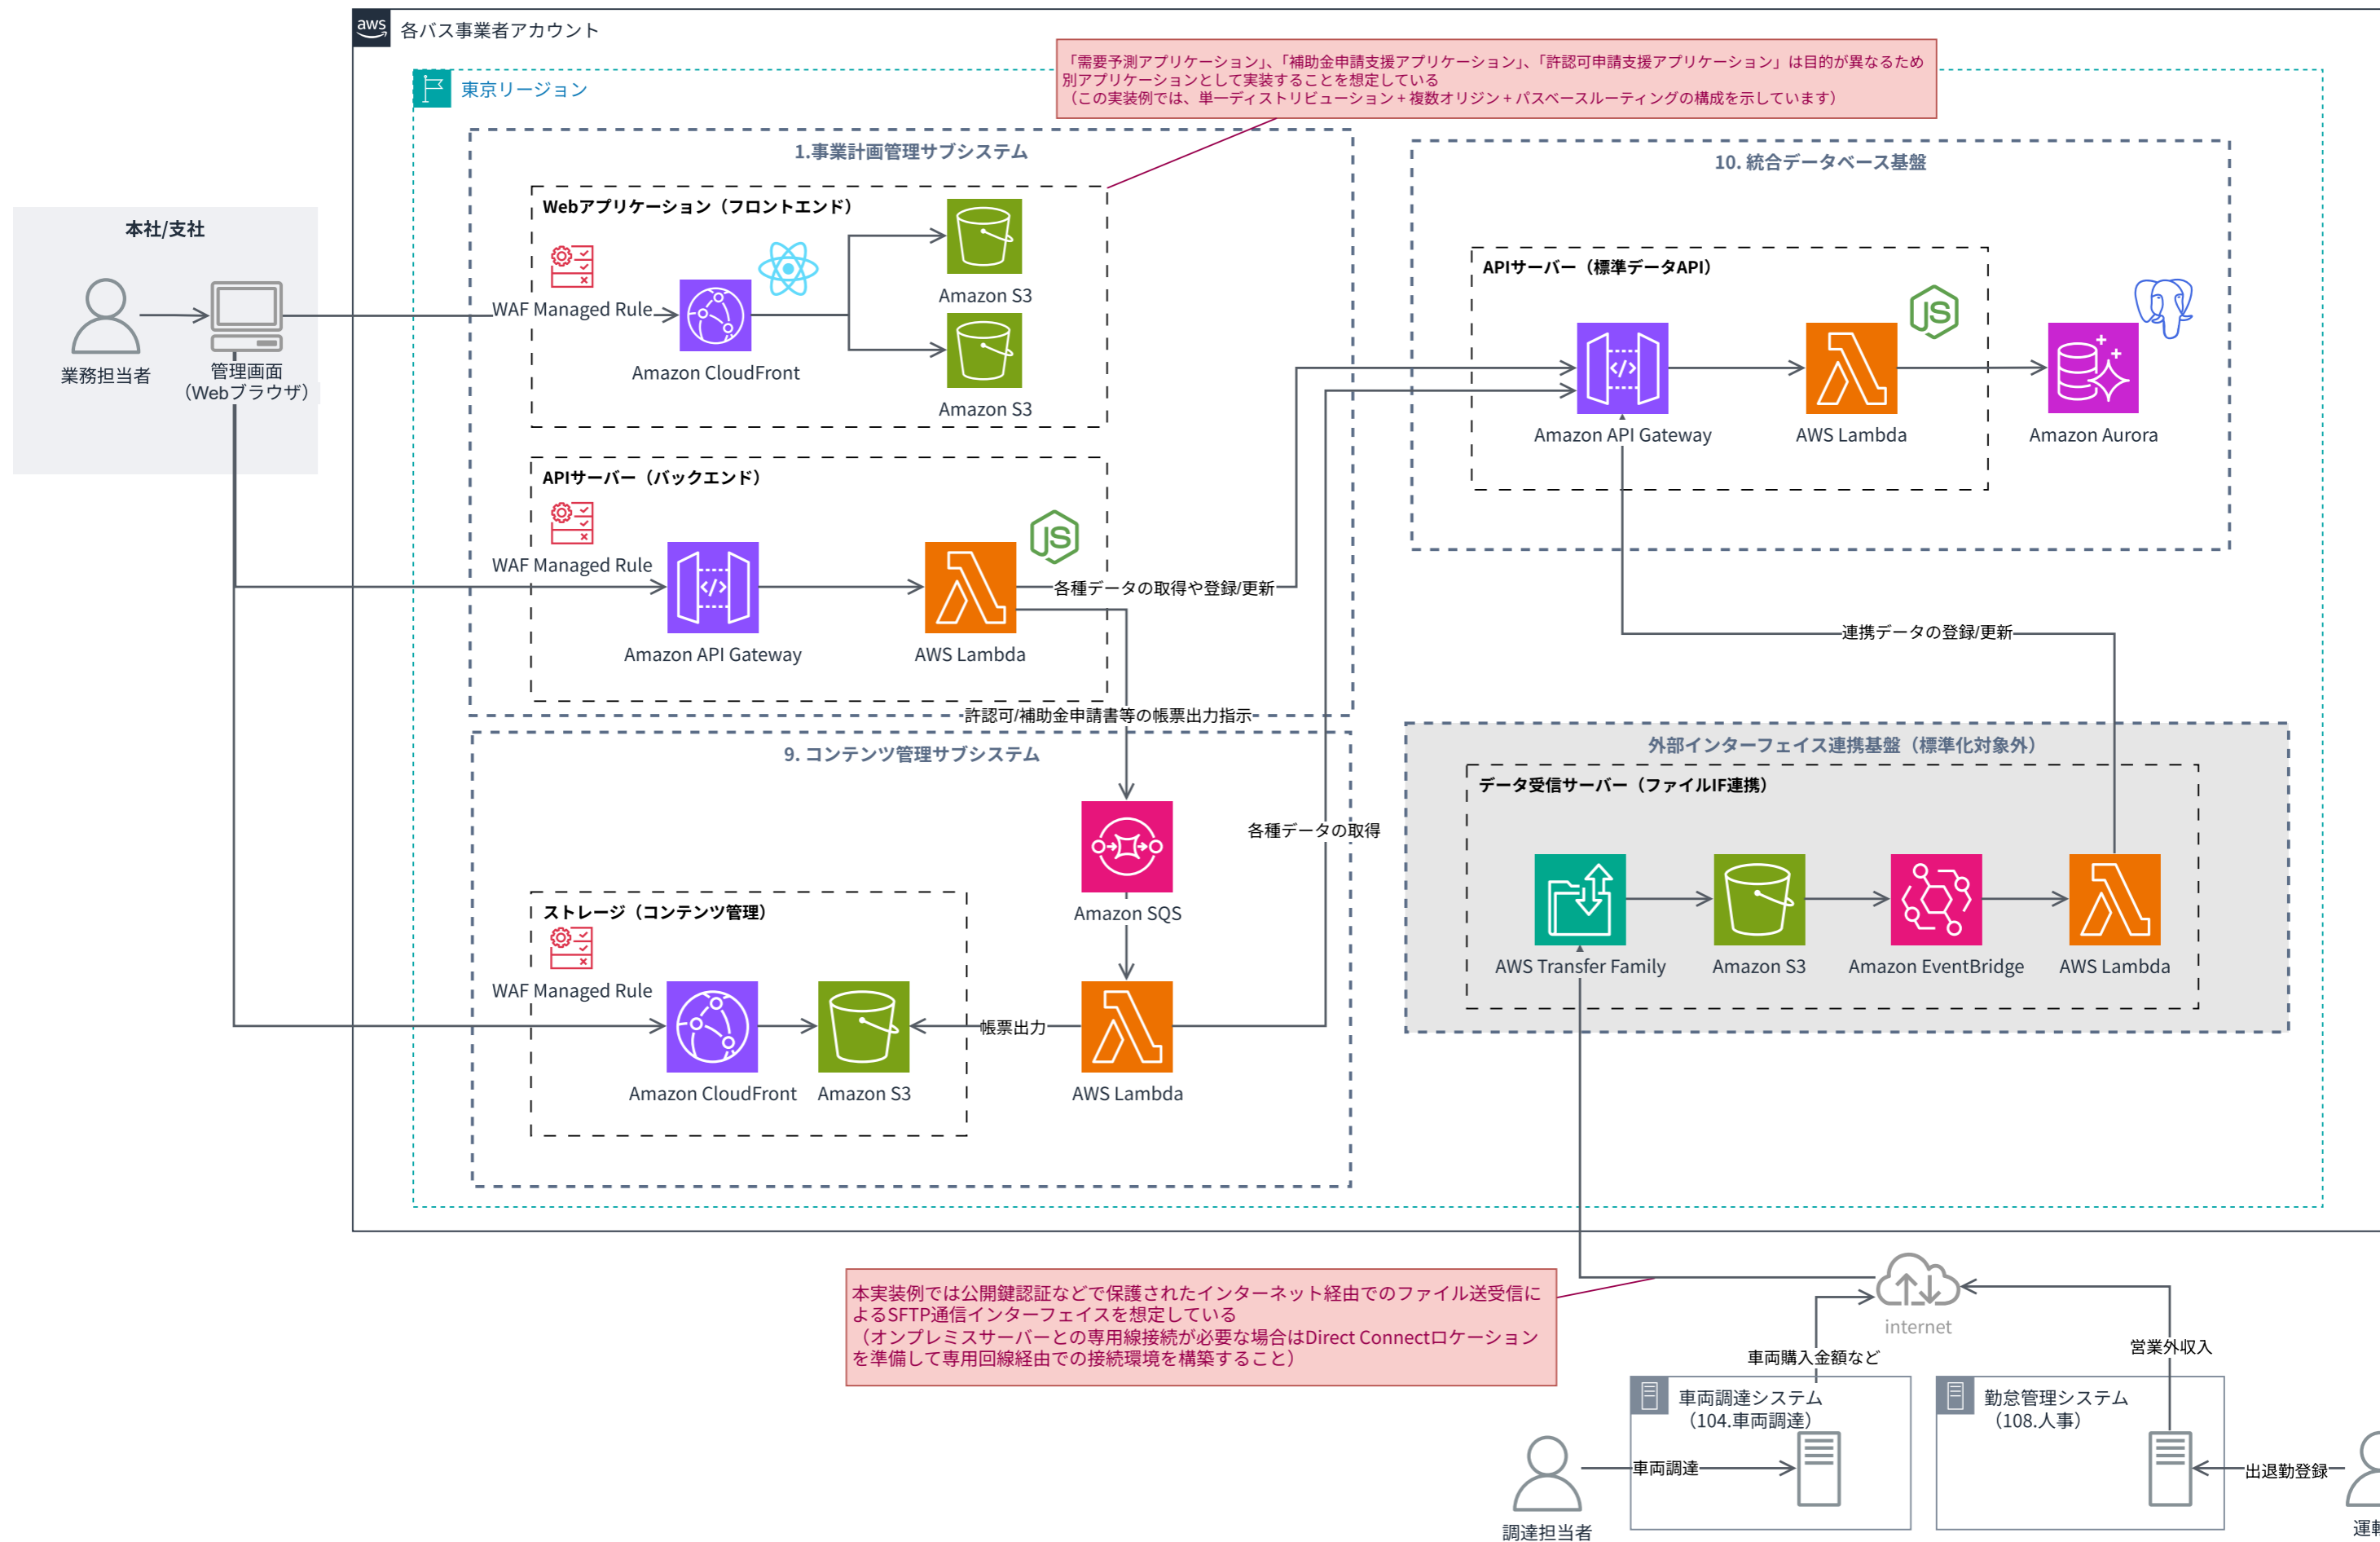 aws
各バス事業者アカウント
「需要予測アプリケーション」、「補助金申請支援アプリケーション」、「許認可申請支援アプリケーション」は目的が異なるため
別アプリケーションとして実装することを想定している
（この実装例では、単一ディストリビューション + 複数オリジン + パスベースルーティングの構成を示しています）
東京リージョン
1.事業計画管理サブシステム
Webアプリケーション（フロントエンド）
WAF Managed Rule
Amazon CloudFront
Amazon S3
Amazon S3
本社/支社
業務担当者
管理画面
（Webブラウザ）
APIサーバー（バックエンド）
WAF Managed Rule
JS
Amazon API Gateway
AWS Lambda
各種データの取得や登録/更新
許認可/補助金申請書等の帳票出力指示
9. コンテンツ管理サブシステム
Amazon SQS
各種データの取得
ストレージ（コンテンツ管理）
WAF Managed Rule
帳票出力
Amazon CloudFront
Amazon S3
AWS Lambda
10. 統合データベース基盤
APIサーバー（標準データAPI）
JS
Amazon API Gateway
AWS Lambda
Amazon Aurora
連携データの登録/更新
外部インターフェイス連携基盤（標準化対象外）
データ受信サーバー（ファイルIF連携）
AWS Transfer Family
Amazon S3
Amazon EventBridge
AWS Lambda
本実装例では公開鍵認証などで保護されたインターネット経由でのファイル送受信に
よるSFTP通信インターフェイスを想定している
（オンプレミスサーバーとの専用線接続が必要な場合はDirect Connectロケーション
を準備して専用回線経由での接続環境を構築すること）
internet
車両購入金額など
営業外収入
車両調達システム
（104.車両調達）
勤怠管理システム
（108.人事）
車両調達
出退勤登録
調達担当者
運転